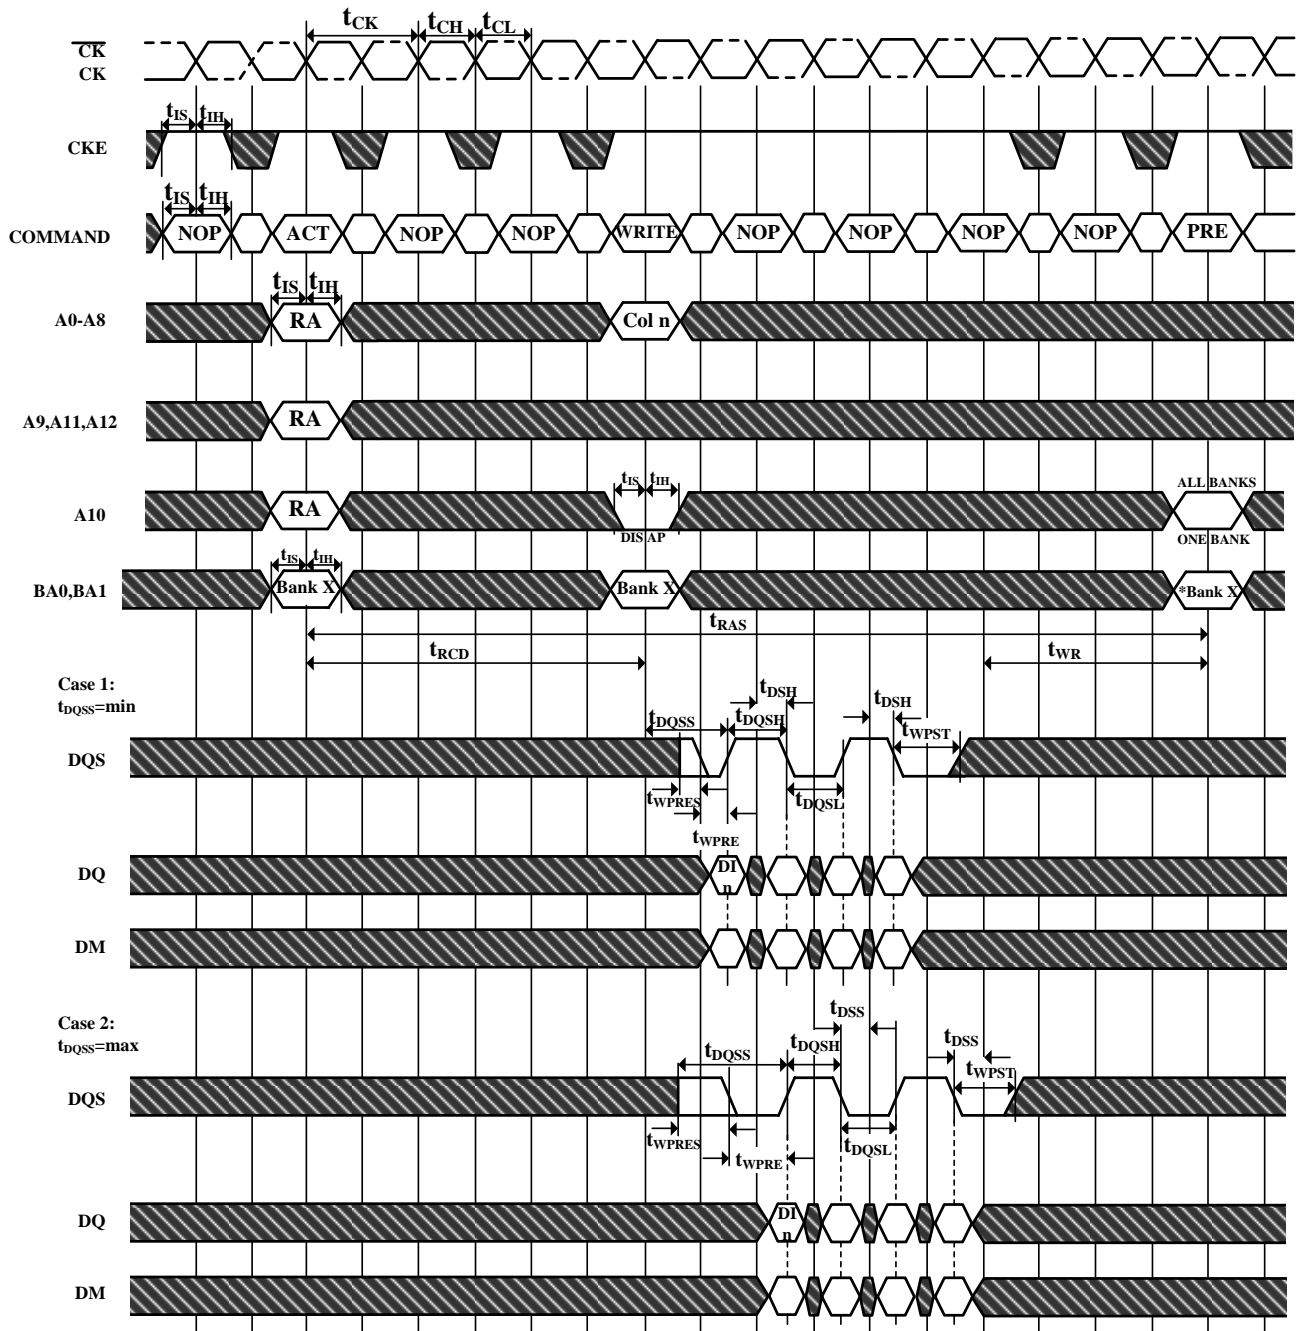 tCK tCH tCL
CK
CK
tIS tIH
CKE
tIS tIH
COMMAND NOP ACT NOP NOP WRITE NOP NOP NOP NOP PRE
tIS tIH
A0-A8 RA Col n
A9,A11,A12 RA
tIS tIH ALL BANKS
A10 RA
DIS AP ONE BANK
tIS tIH
BA0,BA1 Bank X Bank X *Bank X
tRAS
tRCD tWR
Case 1:
tDQSS=min
tDSH tDSH
tDQSS tDQSH tWPST
DQS
tWPRES tDQSL
tWPRE
DQ DI
n
DM
Case 2:
tDQSS=max
tDSS tDSS
tDQSS tDQSH tWPST
DQS
tWPRES tWPRE tDQSL
DQ DI
n
DM